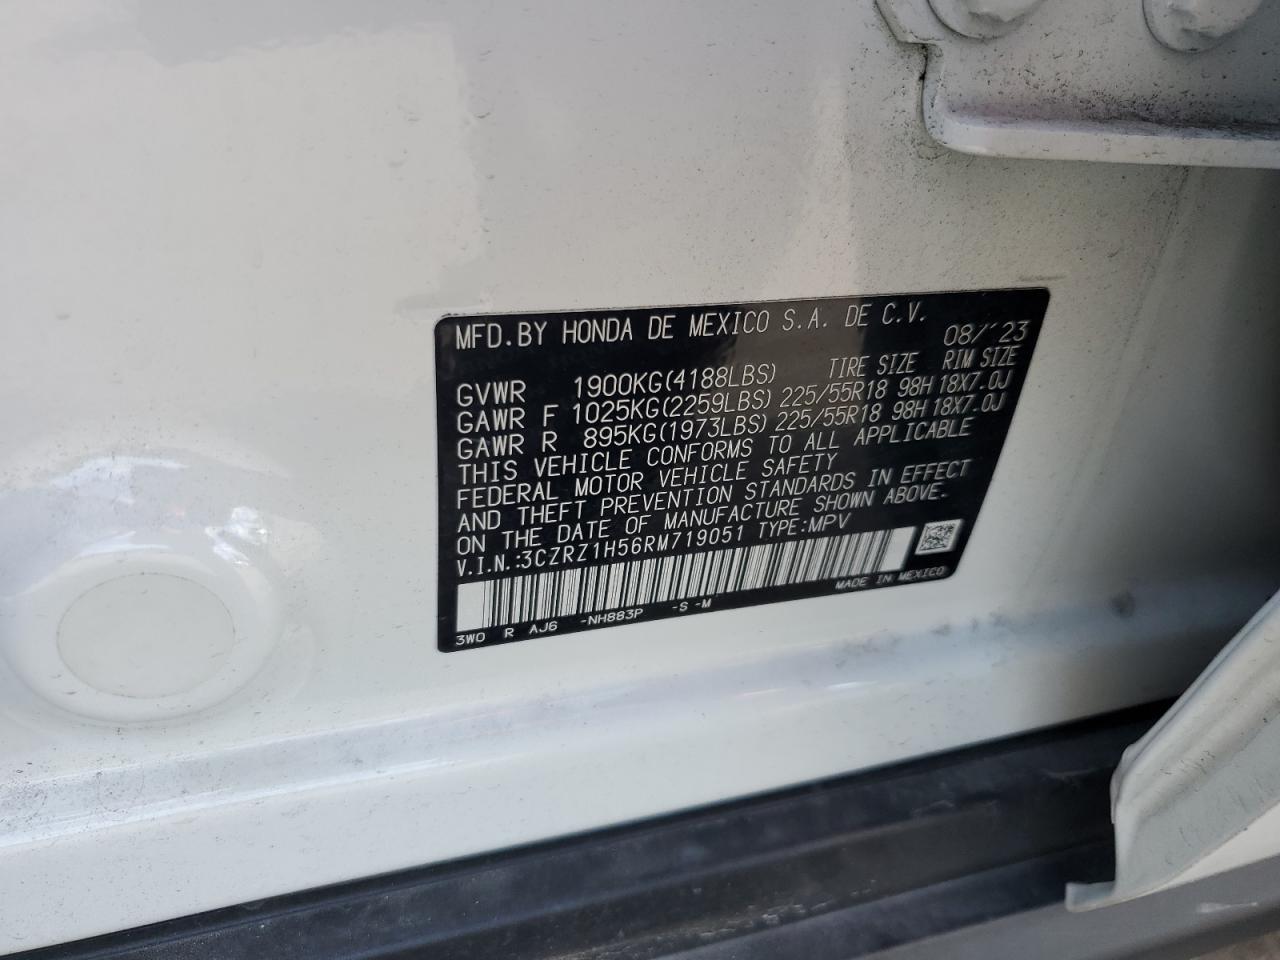 MFD.BY HONDA DE MEXICO S.A. DE C.V.
08/'23
TIRE SIZE RIM SIZE
GVWR 1900KG(4188LBS)
GAWR F 1025KG(2259LBS) 225/55R18 98H 18X7.0J
GAWR R 895KG(1973LBS) 225/55R18 98H 18X7.0J
THIS VEHICLE CONFORMS TO ALL APPLICABLE
FEDERAL MOTOR VEHICLE SAFETY
AND THEFT PREVENTION STANDARDS IN EFFECT
ON THE DATE OF MANUFACTURE SHOWN ABOVE.
V.I.N.:3CZRZ1H56RM719051 TYPE:MPV
MADE IN MEXICO
3W0 R AJ6 -NH883P -S -M